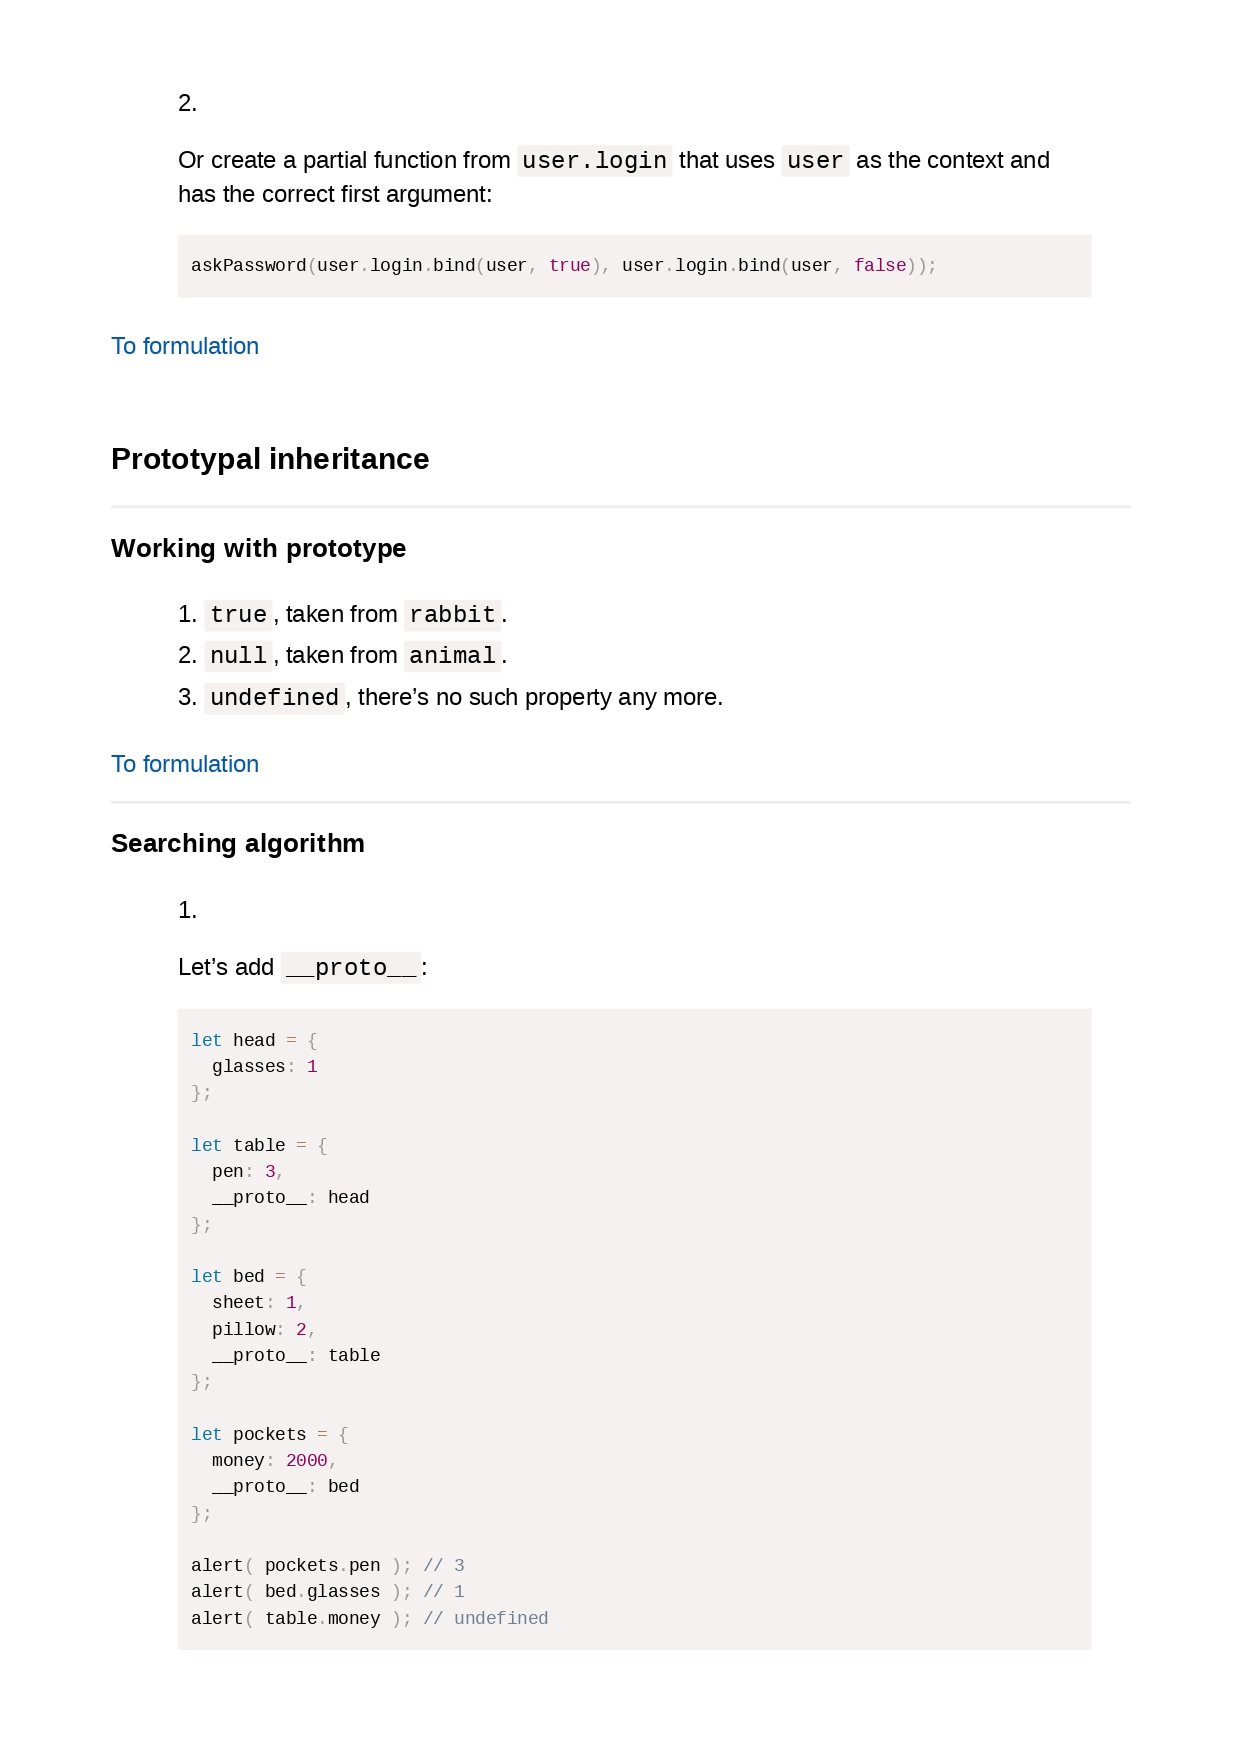 2.
Or create a partial function from user.login that uses user as the context and
has the correct first argument:
askPassword(user.login.bind(user, true), user.login.bind(user, false));
To formulation
Prototypal inheritance
Working with prototype
1. true , taken from rabbit .
2. null , taken from animal .
3. undefined , there’s no such property any more.
To formulation
Searching algorithm
1.
Let’s add __proto__ :
let head = {
  glasses: 1
};
let table = {
  pen: 3,
  __proto__: head
};
let bed = {
  sheet: 1,
  pillow: 2,
  __proto__: table
};
let pockets = {
  money: 2000,
  __proto__: bed
};
alert( pockets.pen ); // 3
alert( bed.glasses ); // 1
alert( table.money ); // undefined